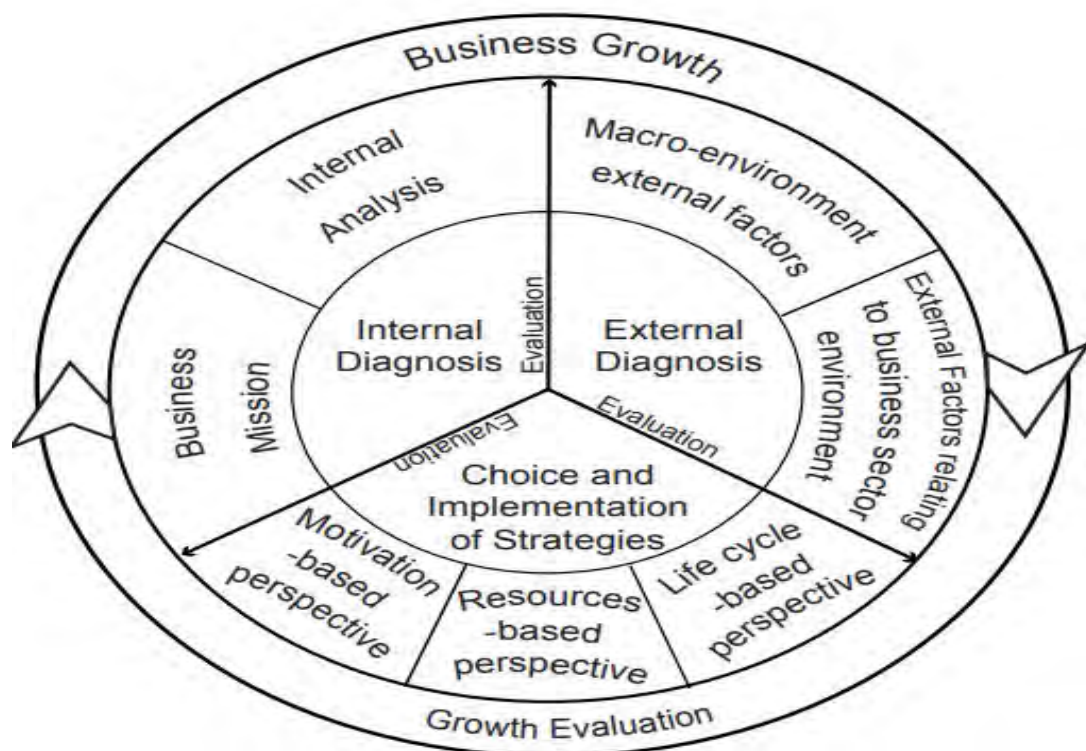 Business Growth
Internal
Analysis
Macro-environment
external factors
Business
Mission
Internal
Diagnosis
Evaluation
External
Diagnosis
External Factors relating
to business sector
environment
Evaluation
Evaluation
Choice and
Implementation
of Strategies
Motivation
-based
perspective
Resources
-based
perspective
Life cycle
-based
perspective
Growth Evaluation